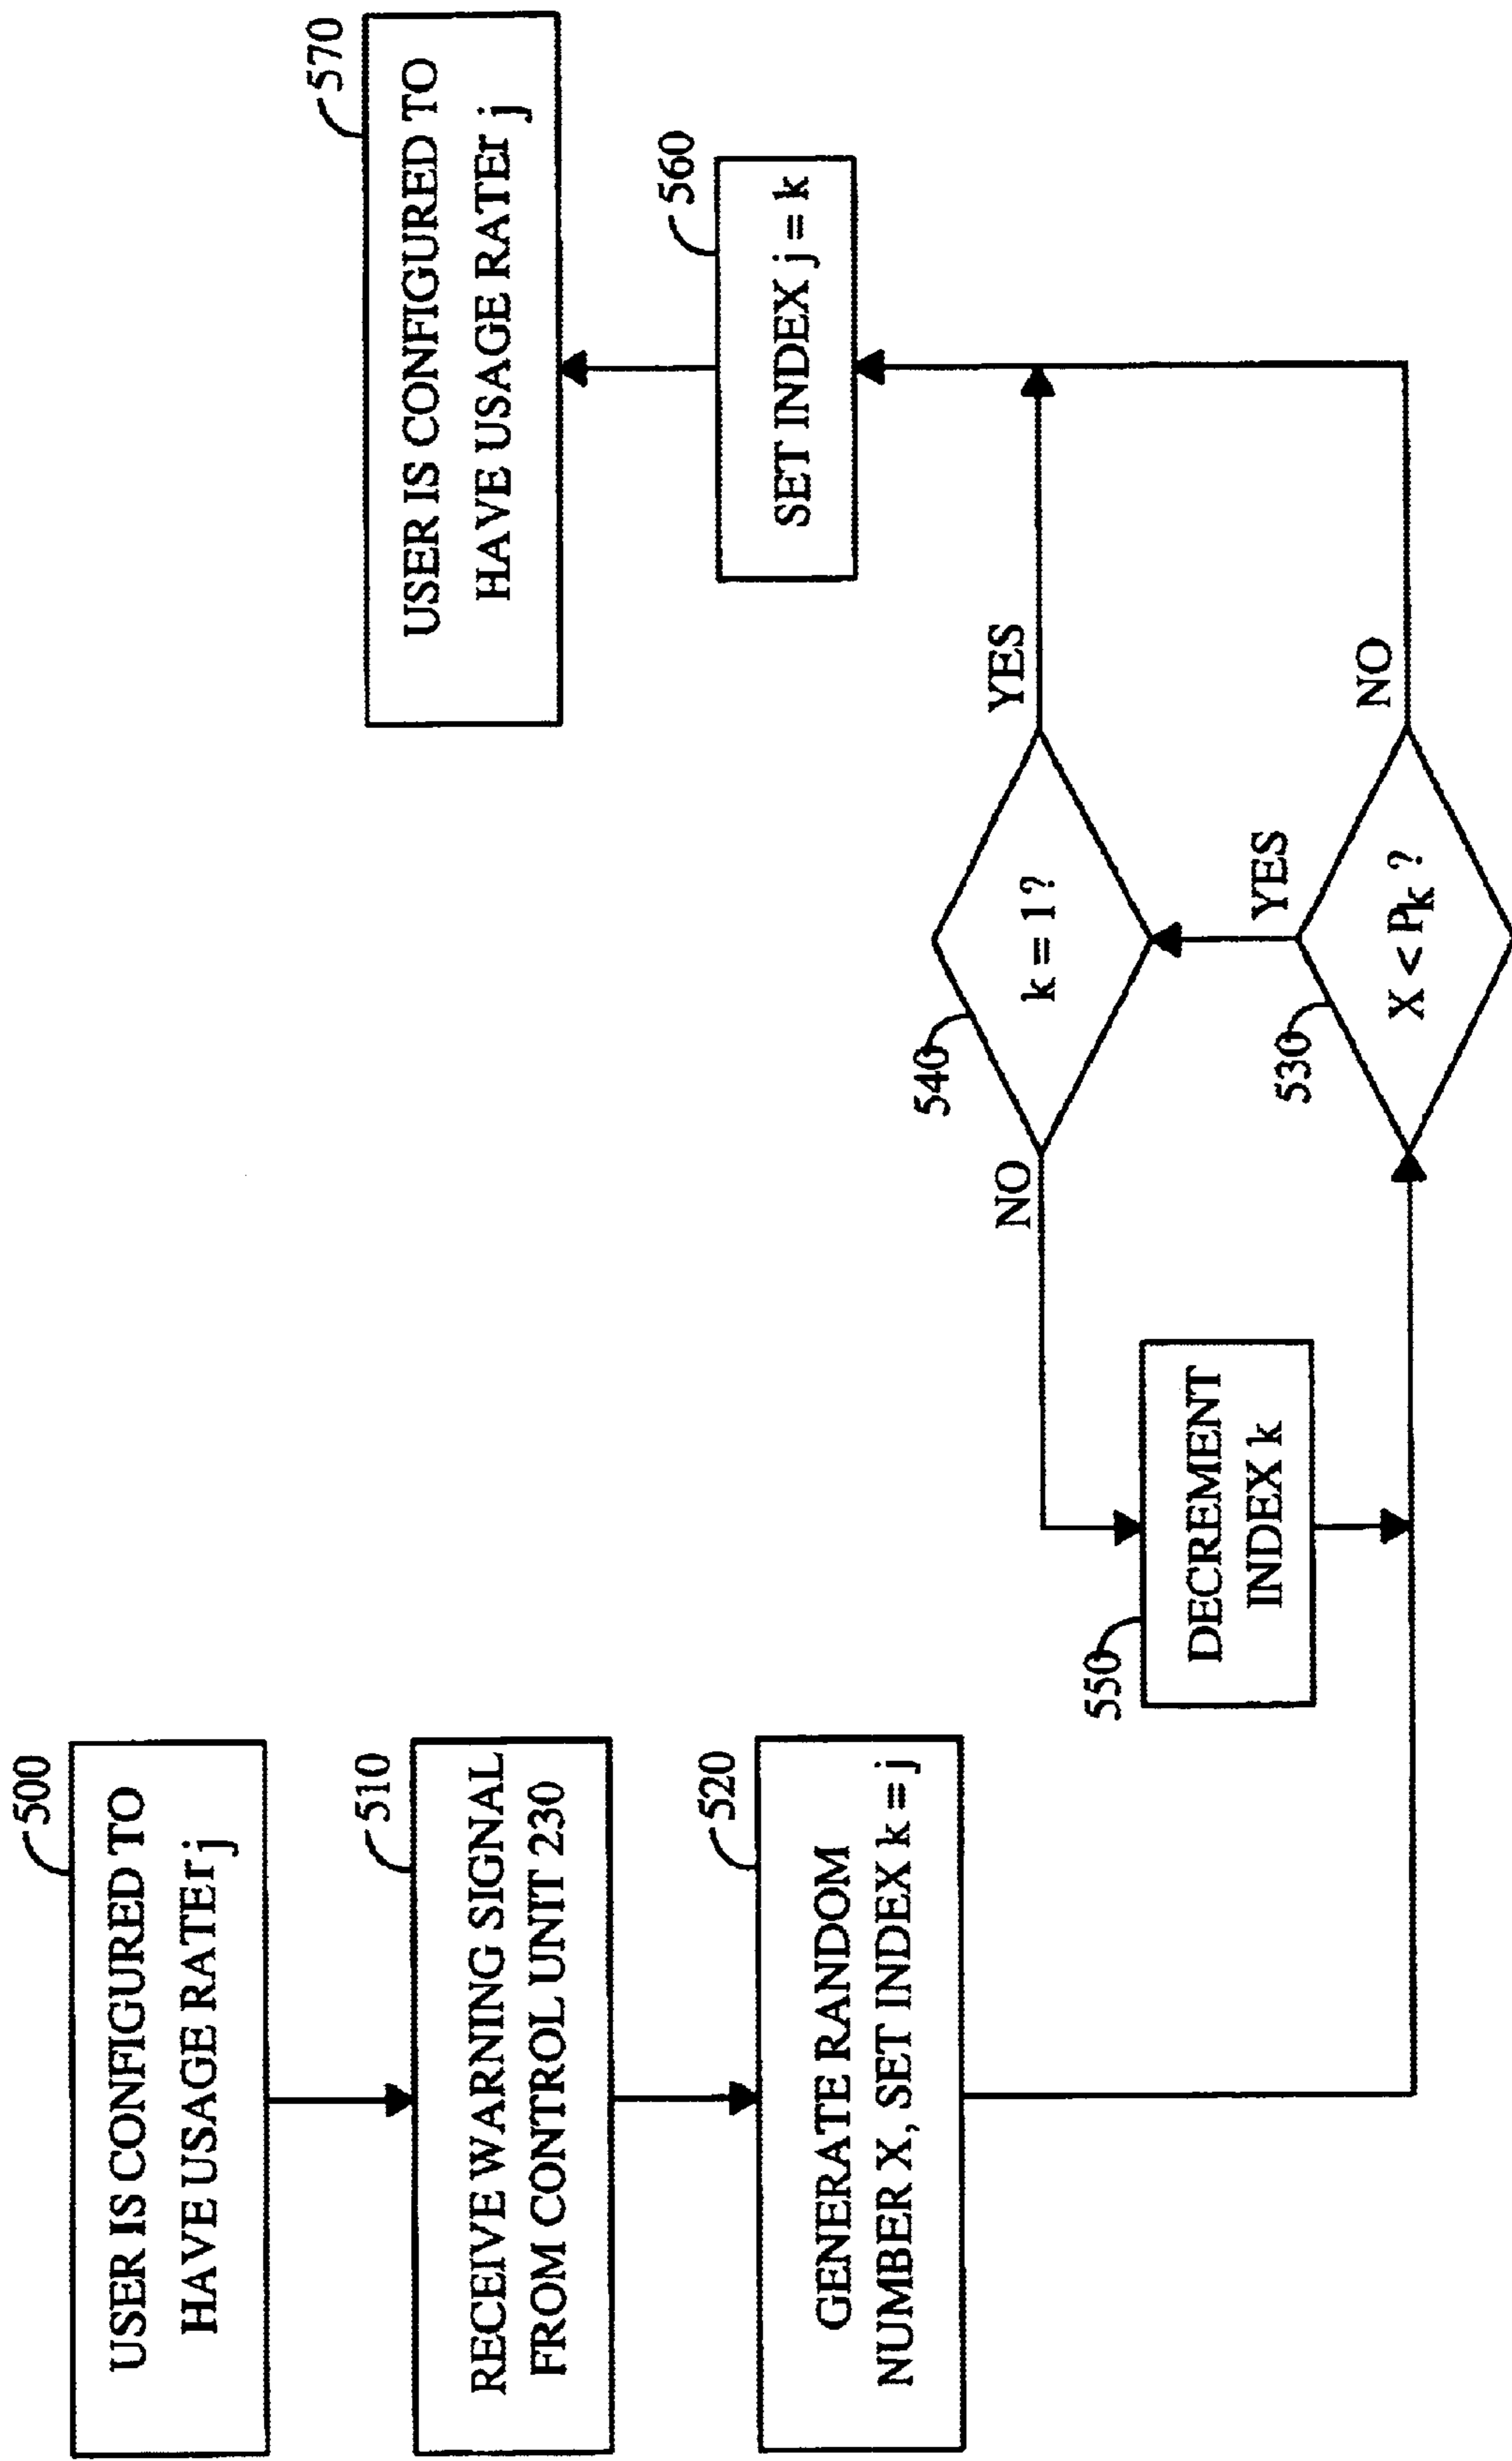 500
USER IS CONFIGURED TO
HAVE USAGE RATE r j
510
RECEIVE WARNING SIGNAL
FROM CONTROL UNIT 230
520
GENERATE RANDOM
NUMBER X, SET INDEX k = j
550
DECREMENT
INDEX k
540
k = 1 ?
NO
YES
530
X < Pk ?
YES
NO
560
SET INDEX j = k
570
USER IS CONFIGURED TO
HAVE USAGE RATE r j